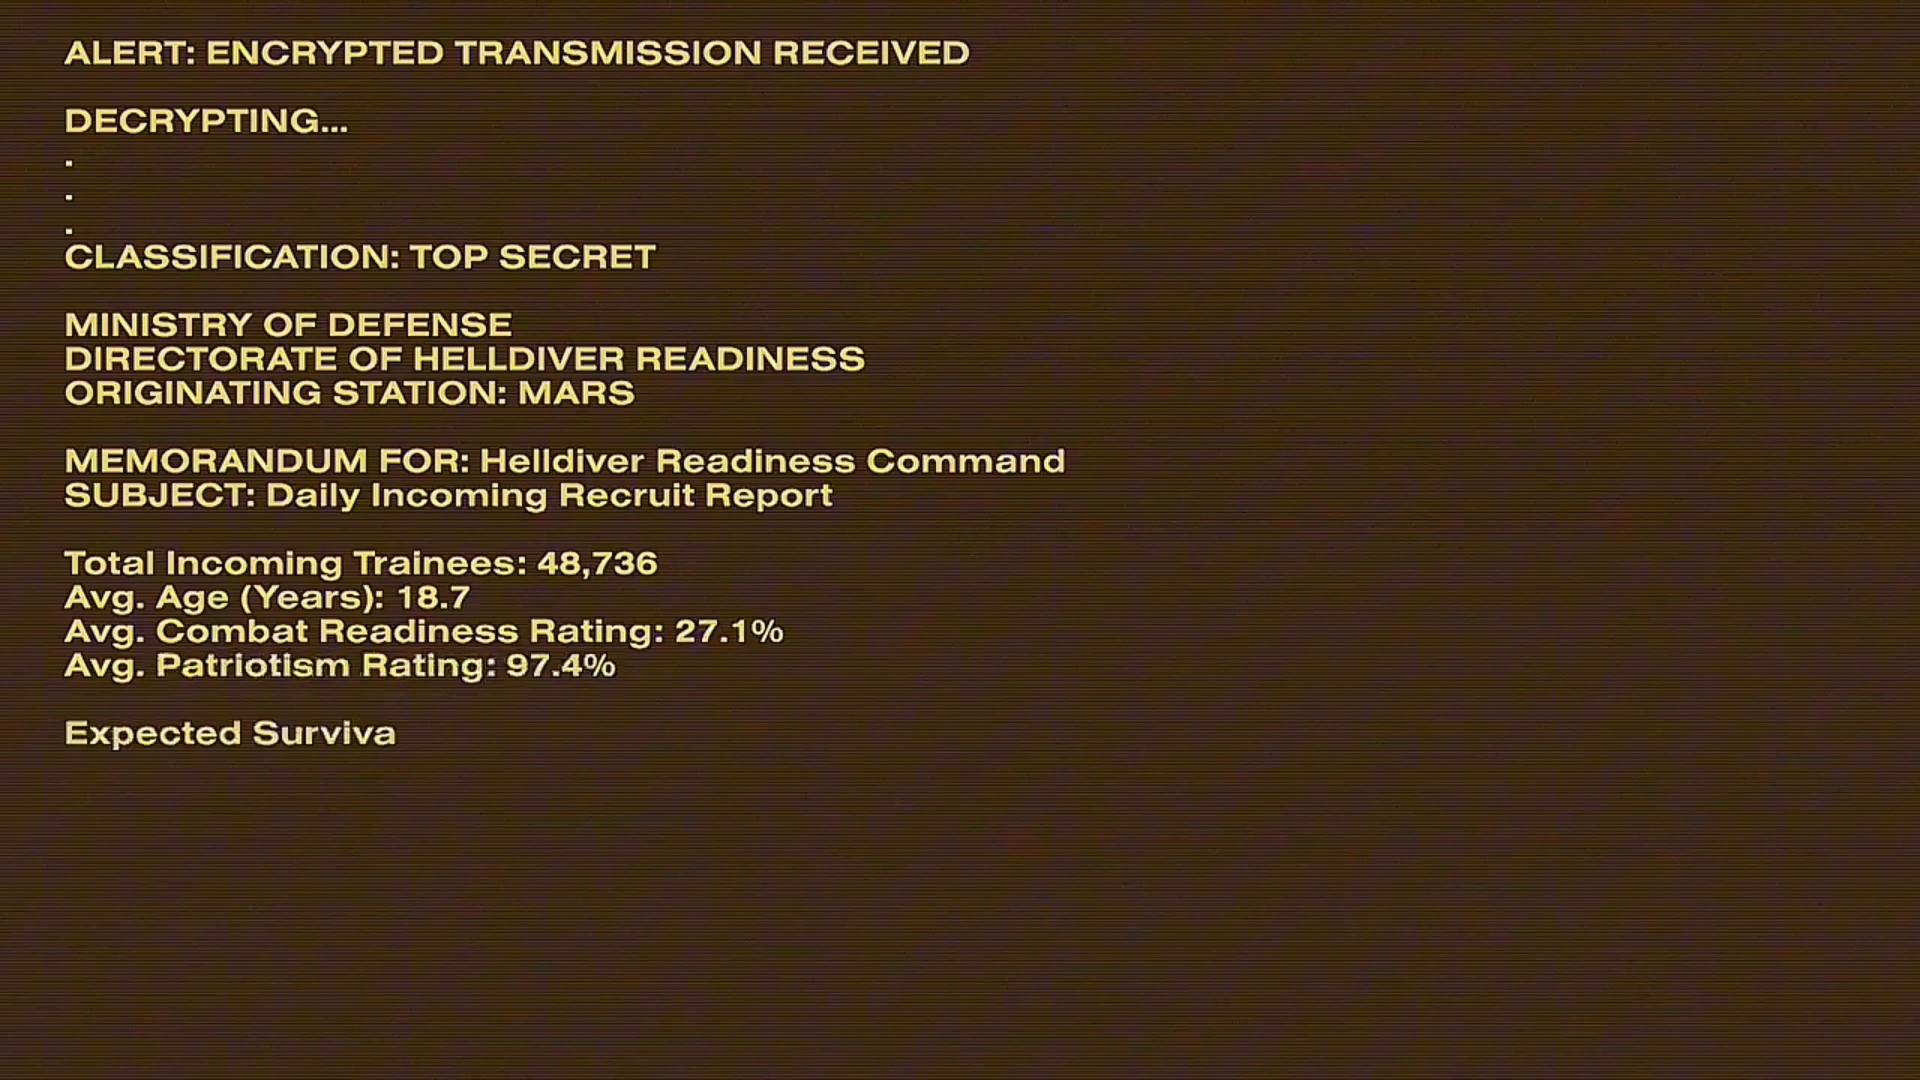 ALERT: ENCRYPTED TRANSMISSION RECEIVED
DECRYPTING...
.
.
.
CLASSIFICATION: TOP SECRET
MINISTRY OF DEFENSE
DIRECTORATE OF HELLDIVER READINESS
ORIGINATING STATION: MARS
MEMORANDUM FOR: Helldiver Readiness Command
SUBJECT: Daily Incoming Recruit Report
Total Incoming Trainees: 48,736
Avg. Age (Years): 18.7
Avg. Combat Readiness Rating: 27.1%
Avg. Patriotism Rating: 97.4%
Expected Surviva